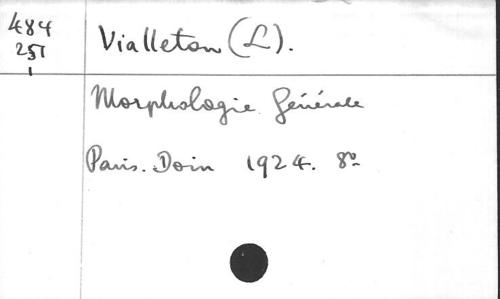 484
251
1
Vialleton (L).
Morphologie Générale
Paris. Doin 1924. 8º